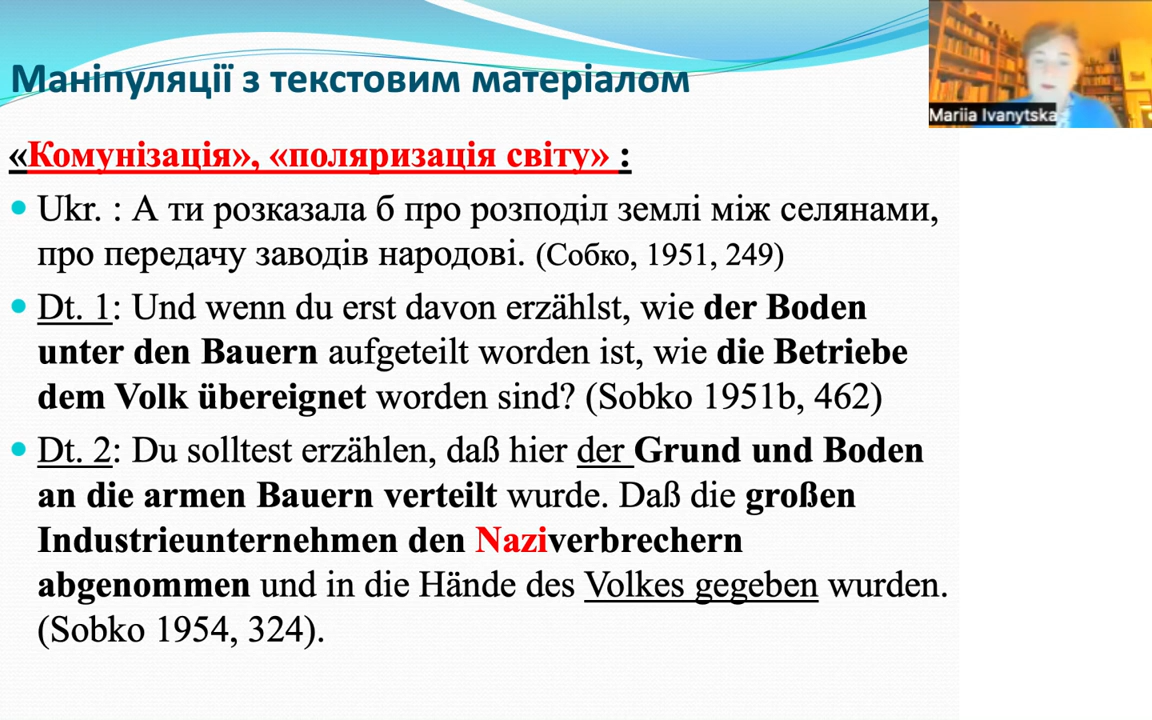 Маніпуляції з текстовим матеріалом
Mariia Ivanytska
«Комунізація», «поляризація світу» :
Ukr. : А ти розказала б про розподіл землі між селянами,
про передачу заводів народові. (Собко, 1951, 249)
Dt. 1: Und wenn du erst davon erzählst, wie der Boden
unter den Bauern aufgeteilt worden ist, wie die Betriebe
dem Volk übereignet worden sind? (Sobko 1951b, 462)
Dt. 2: Du solltest erzählen, daß hier der Grund und Boden
an die armen Bauern verteilt wurde. Daß die großen
Industrieunternehmen den Naziverbrechern
abgenommen und in die Hände des Volkes gegeben wurden.
(Sobko 1954, 324).